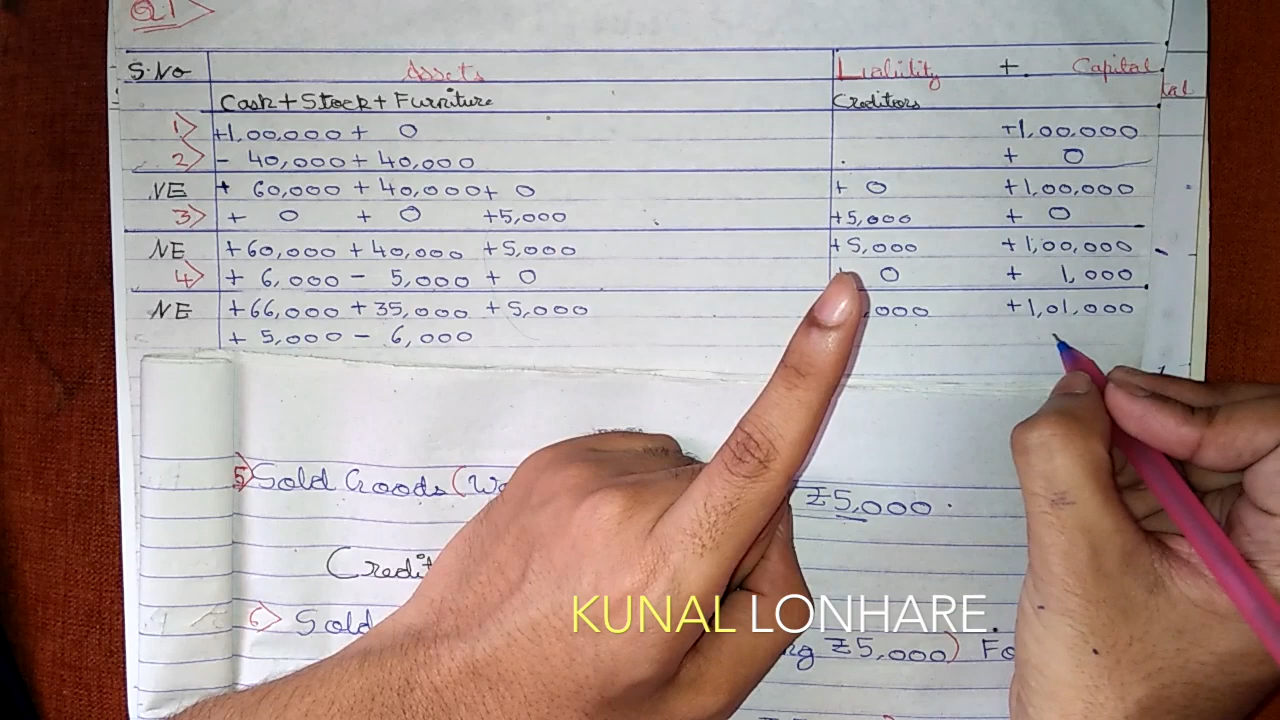 Q.1
S.No Assets Liability + Capital
Cash + Stock + Furniture Creditors
1) +1,00,000 + 0 +1,00,000
2) - 40,000 + 40,000 + 0
NE + 60,000 + 40,000 + 0 + 0 +1,00,000
3) + 0 + 0 +5,000 +5,000 + 0
NE +60,000 +40,000 +5,000 +5,000 +1,00,000
4) + 6,000 - 5,000 + 0 0 + 1,000
NE +66,000 +35,000 +5,000 ,000 +1,01,000
+ 5,000 - 6,000
5) Sold Goods ( ₹5,000.
6) Sold ₹5,000)
KUNAL LONHARE